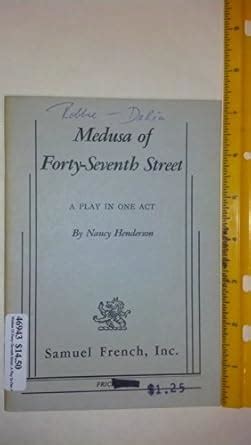 Medusa of
Forty-Seventh Street
A PLAY IN ONE ACT
By Nancy Henderson
Samuel French, Inc.
PRIC
$1.25
46943 $14.50